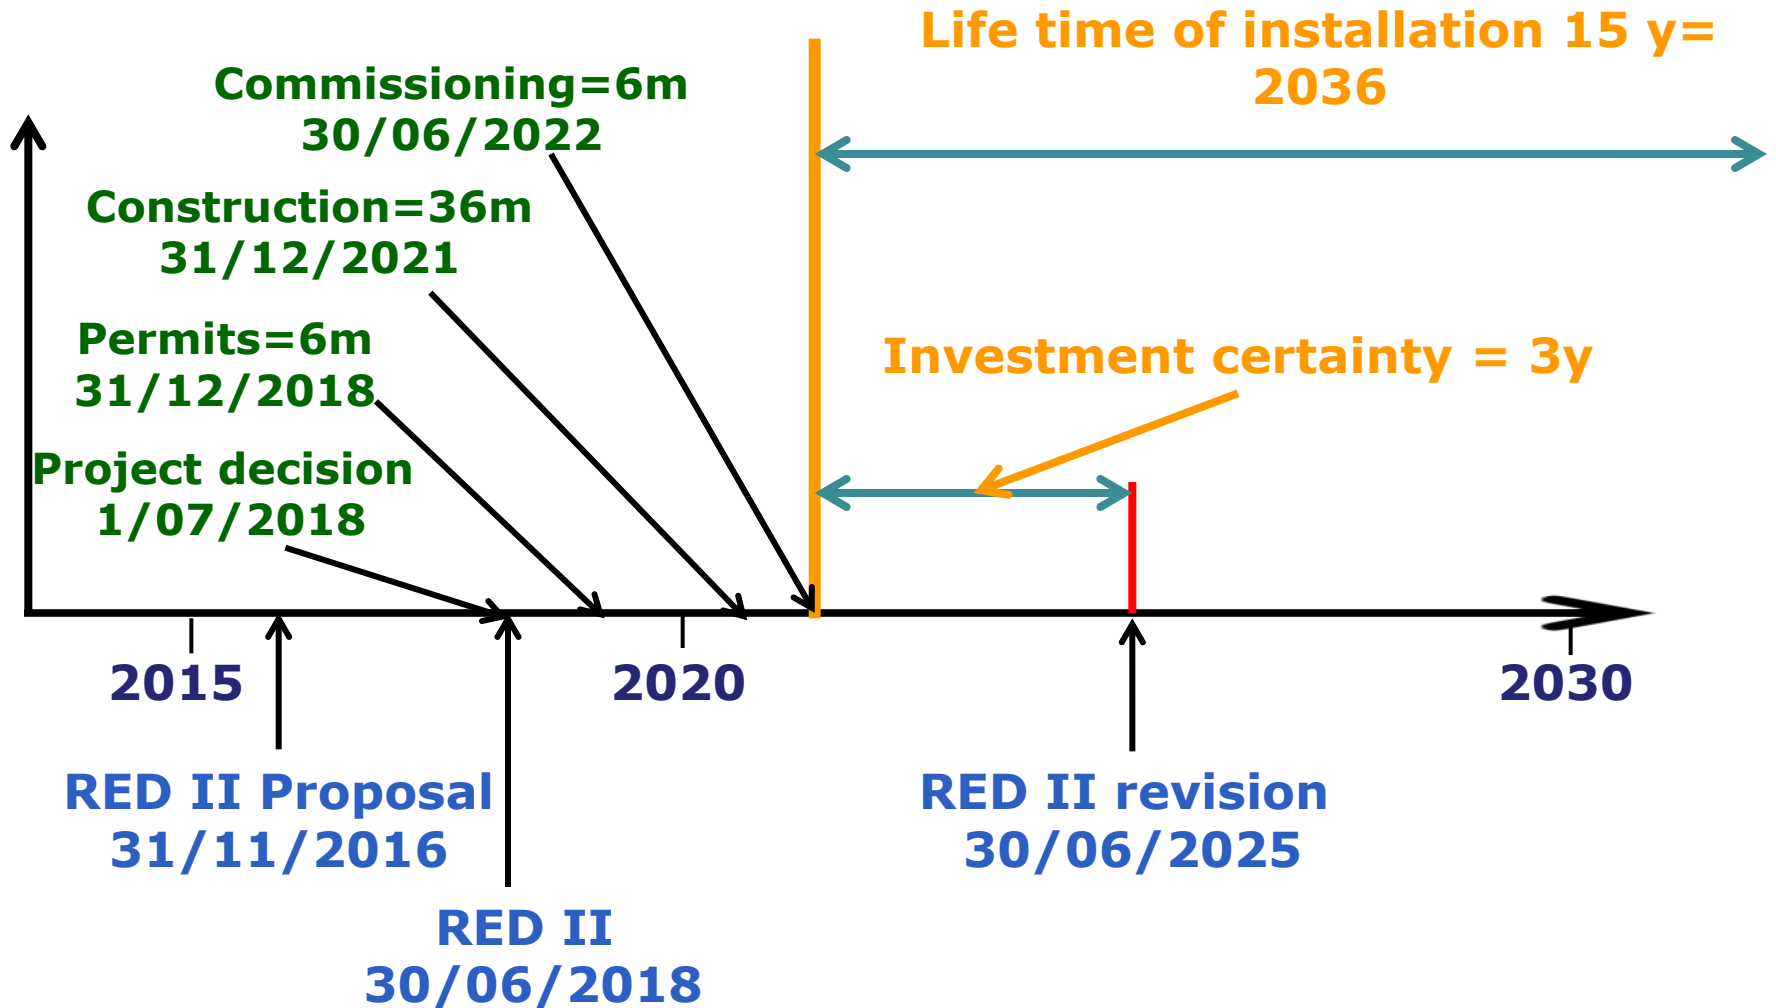 Life time of installation 15 y=
2036
Commissioning=6m
30/06/2022
Construction=36m
31/12/2021
Permits=6m
31/12/2018
Investment certainty = 3y
Project decision
1/07/2018
2015
2020
2030
RED II Proposal
31/11/2016
RED II revision
30/06/2025
RED II
30/06/2018